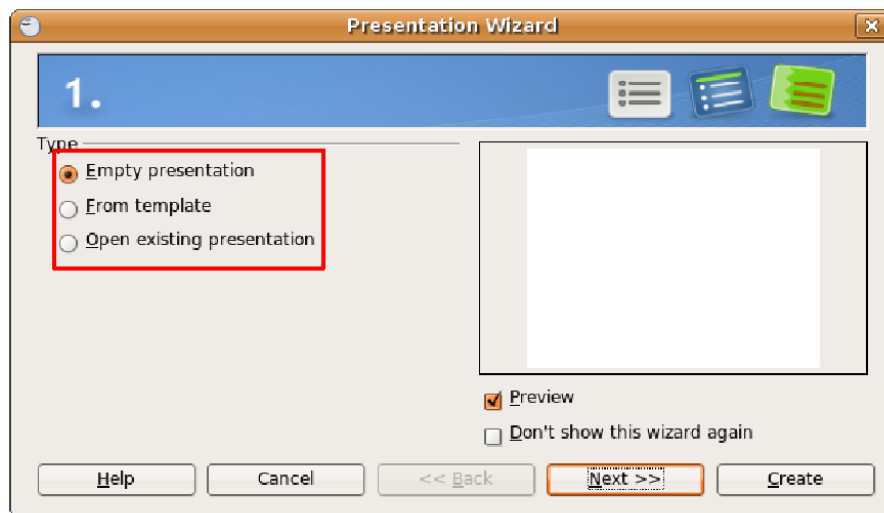 Presentation Wizard
1.
Type
Empty presentation
From template
Open existing presentation
Preview
Don't show this wizard again
Help Cancel << Back Next >> Create